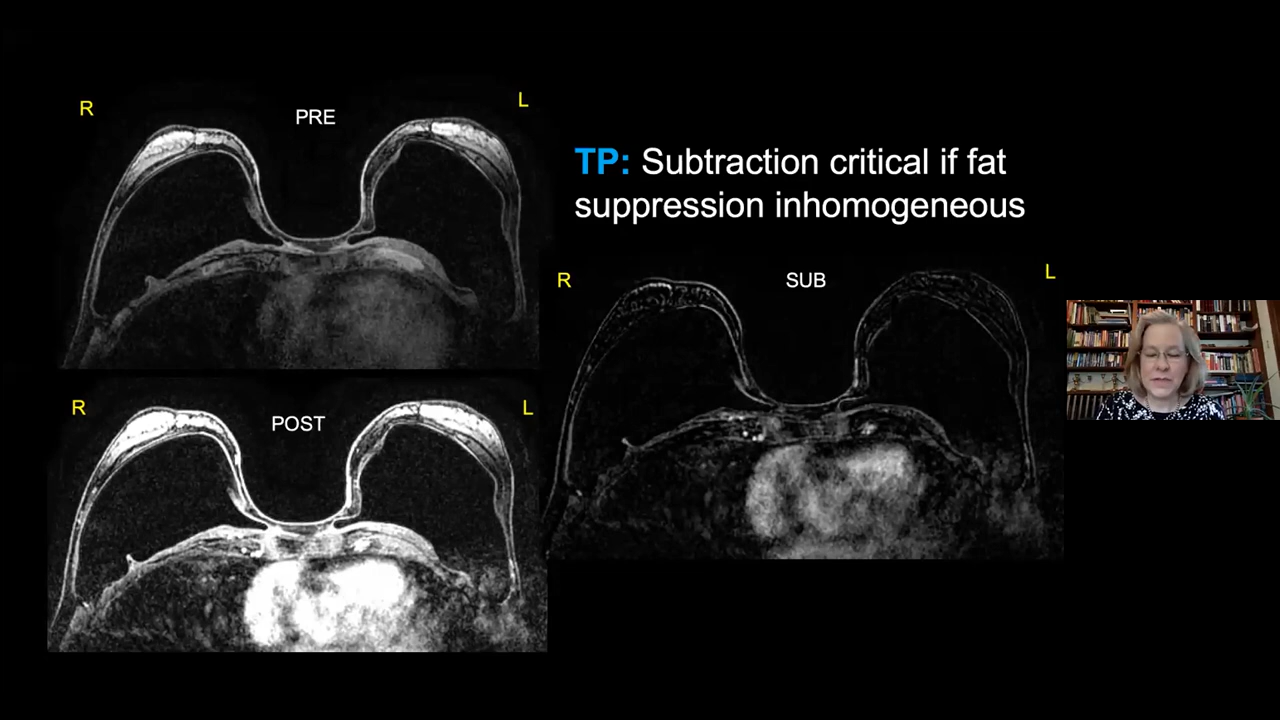 R
PRE
L
TP: Subtraction critical if fat
suppression inhomogeneous
R
SUB
L
R
POST
L